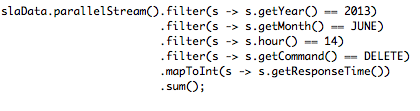 slaData.parallelStream().filter(s -> s.getYear() == 2013)
.filter(s -> s.getMonth() == JUNE)
.filter(s -> s.hour() == 14)
.filter(s -> s.getCommand() == DELETE)
.mapToInt(s -> s.getResponseTime())
.sum();